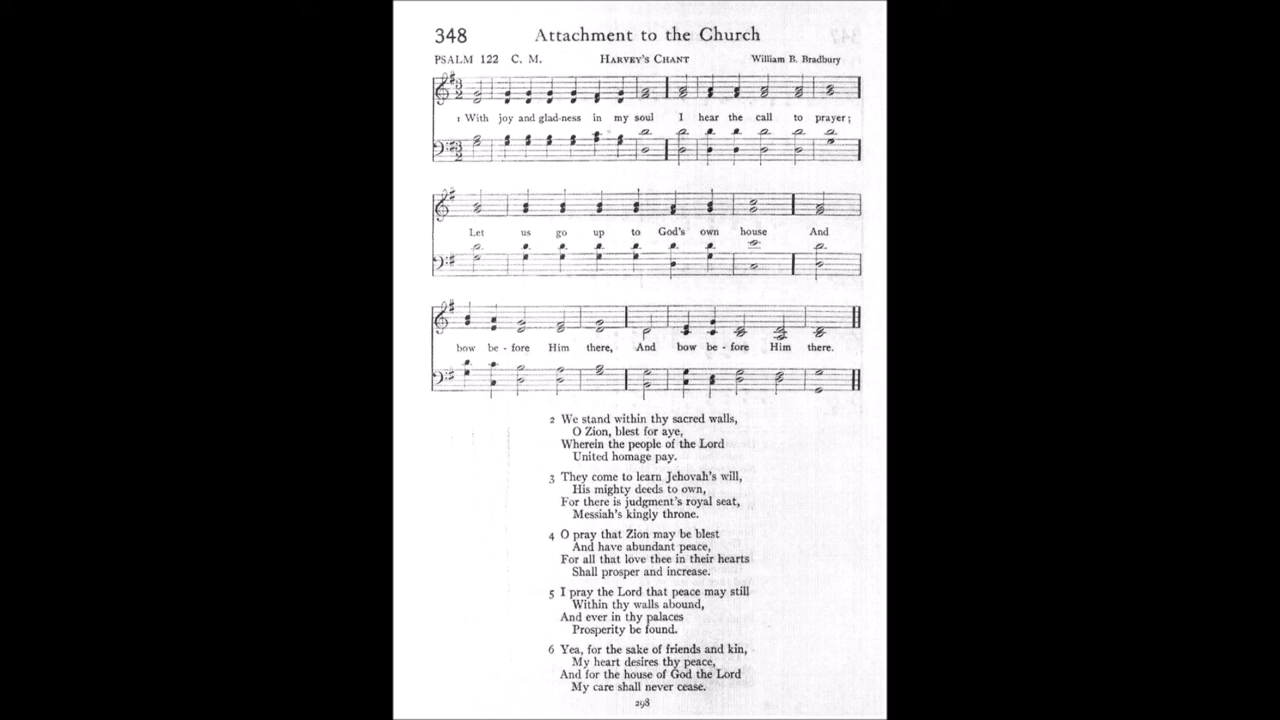 348 Attachment to the Church
PSALM 122 C. M. HARVEY'S CHANT William B. Bradbury
1 With joy and glad-ness in my soul I hear the call to prayer;
Let us go up to God's own house And
bow be - fore Him there, And bow be - fore Him there.
2 We stand within thy sacred walls,
O Zion, blest for aye,
Wherein the people of the Lord
United homage pay.
3 They come to learn Jehovah's will,
His mighty deeds to own,
For there is judgment's royal seat,
Messiah's kingly throne.
4 O pray that Zion may be blest
And have abundant peace,
For all that love thee in their hearts
Shall prosper and increase.
5 I pray the Lord that peace may still
Within thy walls abound,
And ever in thy palaces
Prosperity be found.
6 Yea, for the sake of friends and kin,
My heart desires thy peace,
And for the house of God the Lord
My care shall never cease.
298